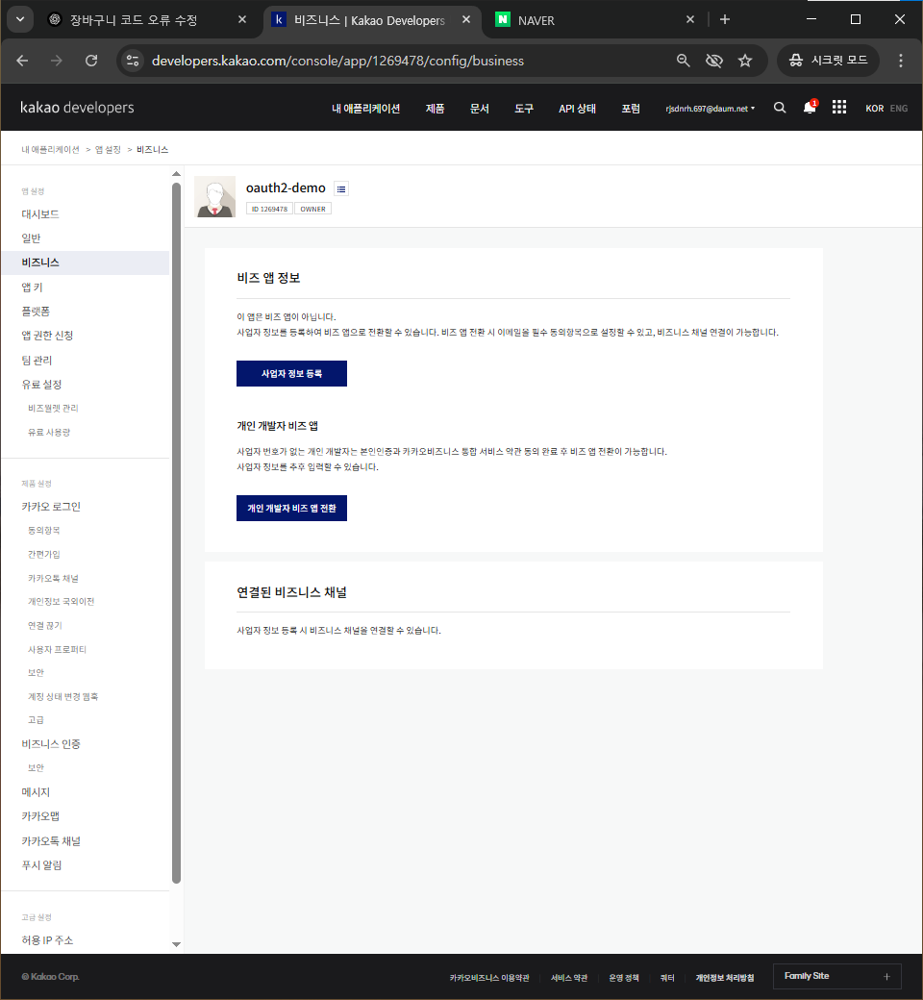 장바구니 코드 오류 수정
비즈니스 | Kakao Developers
NAVER
developers.kakao.com/console/app/1269478/config/business
시크릿 모드
kakao developers
내 애플리케이션 제품 문서 도구 API 상태 포럼
rjsdnrh.697@daum.net
1
KOR ENG
내 애플리케이션 > 앱 설정 > 비즈니스
앱 설정
대시보드
일반
비즈니스
앱 키
플랫폼
앱 권한 신청
팀 관리
유료 설정
비즈월렛 관리
유료 사용량
제품 설정
카카오 로그인
동의항목
간편가입
카카오톡 채널
개인정보 국외이전
연결 끊기
사용자 프로퍼티
보안
계정 상태 변경 웹훅
고급
비즈니스 인증
보안
메시지
카카오맵
카카오톡 채널
푸시 알림
고급 설정
허용 IP 주소
oauth2-demo
ID 1269478 OWNER
비즈 앱 정보
이 앱은 비즈 앱이 아닙니다.
사업자 정보를 등록하여 비즈 앱으로 전환할 수 있습니다. 비즈 앱 전환 시 이메일을 필수 동의항목으로 설정할 수 있고, 비즈니스 채널 연결이 가능합니다.
사업자 정보 등록
개인 개발자 비즈 앱
사업자 번호가 없는 개인 개발자는 본인인증과 카카오비즈니스 통합 서비스 약관 동의 완료 후 비즈 앱 전환이 가능합니다.
사업자 정보를 추후 입력할 수 있습니다.
개인 개발자 비즈 앱 전환
연결된 비즈니스 채널
사업자 정보 등록 시 비즈니스 채널을 연결할 수 있습니다.
© Kakao Corp.
카카오비즈니스 이용약관 서비스 약관 운영 정책 쿼터 개인정보 처리방침
Family Site